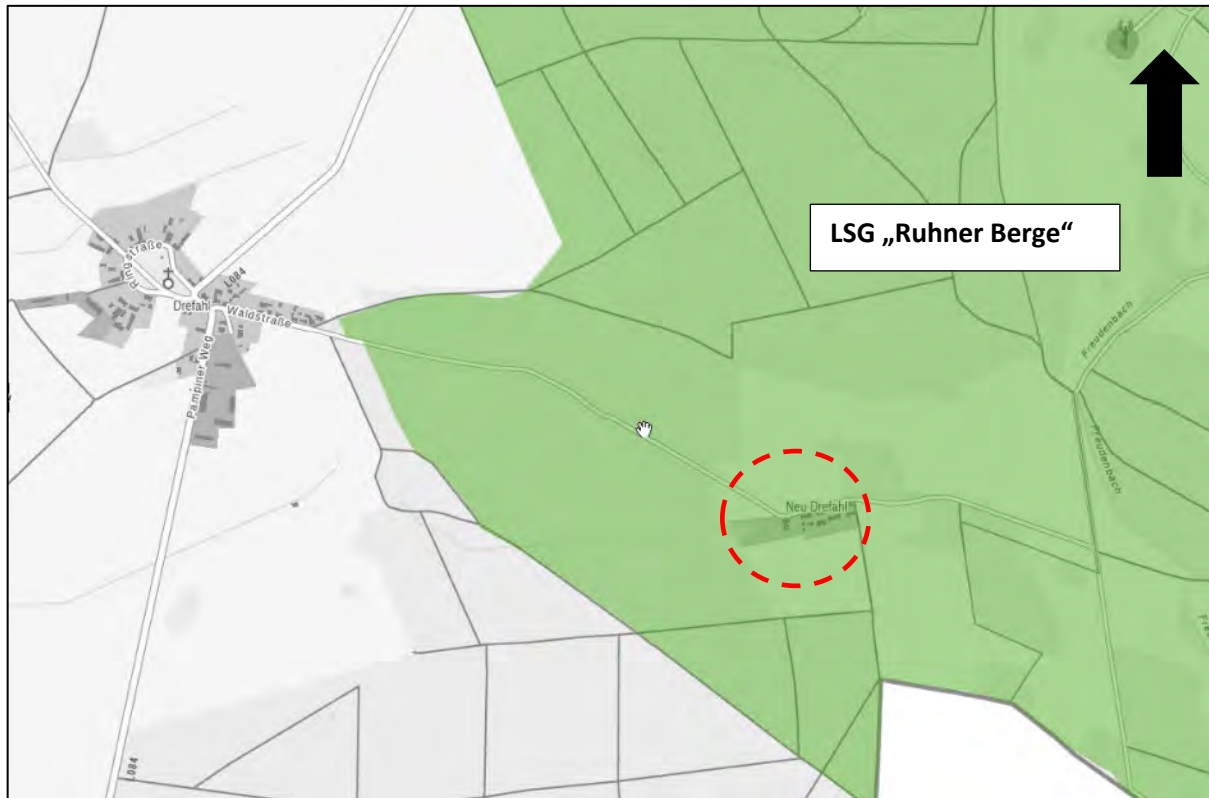 LSG „Ruhner Berge“
Ringstraße
L084
Drefahl
Waldstraße
Pampiner Weg
Freudenbach
Freudenbach
Neu Drefahl
L084